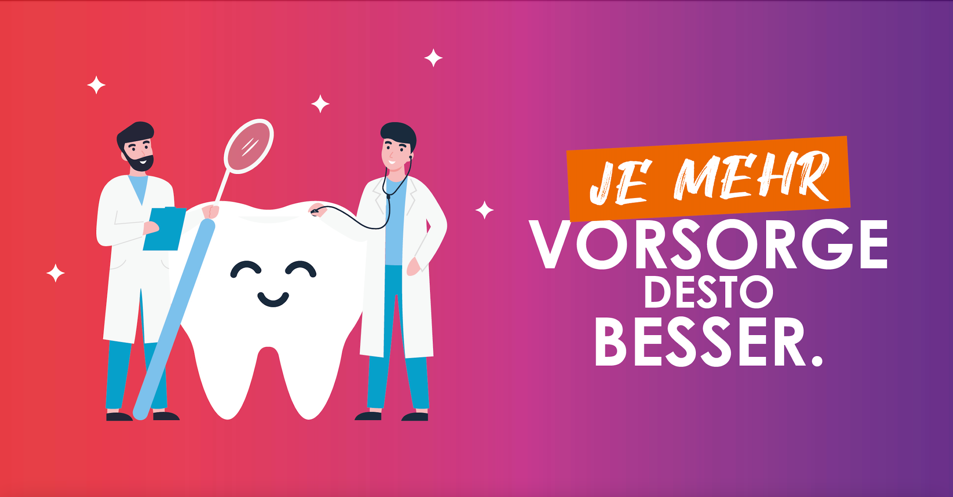 JE MEHR
VORSORGE
DESTO
BESSER.